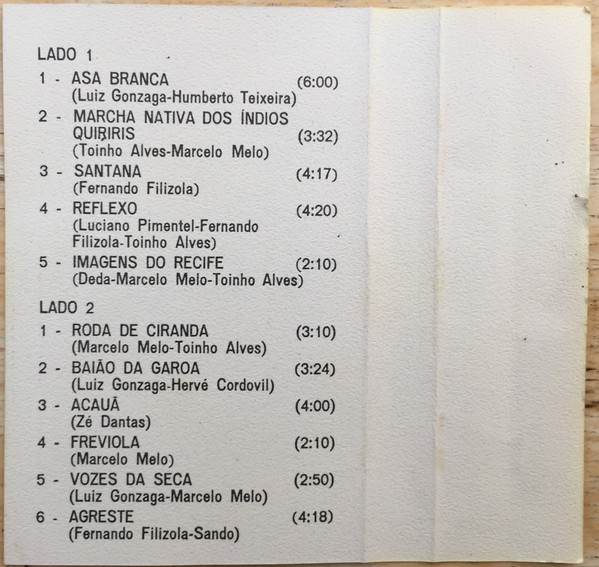 LADO 1
1 - ASA BRANCA (6:00)
(Luiz Gonzaga-Humberto Teixeira)
2 - MARCHA NATIVA DOS ÍNDIOS
QUIRIRIS (3:32)
(Toinho Alves-Marcelo Melo)
3 - SANTANA (4:17)
(Fernando Filizola)
4 - REFLEXO (4:20)
(Luciano Pimentel-Fernando
Filizola-Toinho Alves)
5 - IMAGENS DO RECIFE (2:10)
(Deda-Marcelo Melo-Toinho Alves)
LADO 2
1 - RODA DE CIRANDA (3:10)
(Marcelo Melo-Toinho Alves)
2 - BAIÃO DA GAROA (3:24)
(Luiz Gonzaga-Hervé Cordovil)
3 - ACAUÃ (4:00)
(Zé Dantas)
4 - FREVIOLA (2:10)
(Marcelo Melo)
5 - VOZES DA SECA (2:50)
(Luiz Gonzaga-Marcelo Melo)
6 - AGRESTE (4:18)
(Fernando Filizola-Sando)